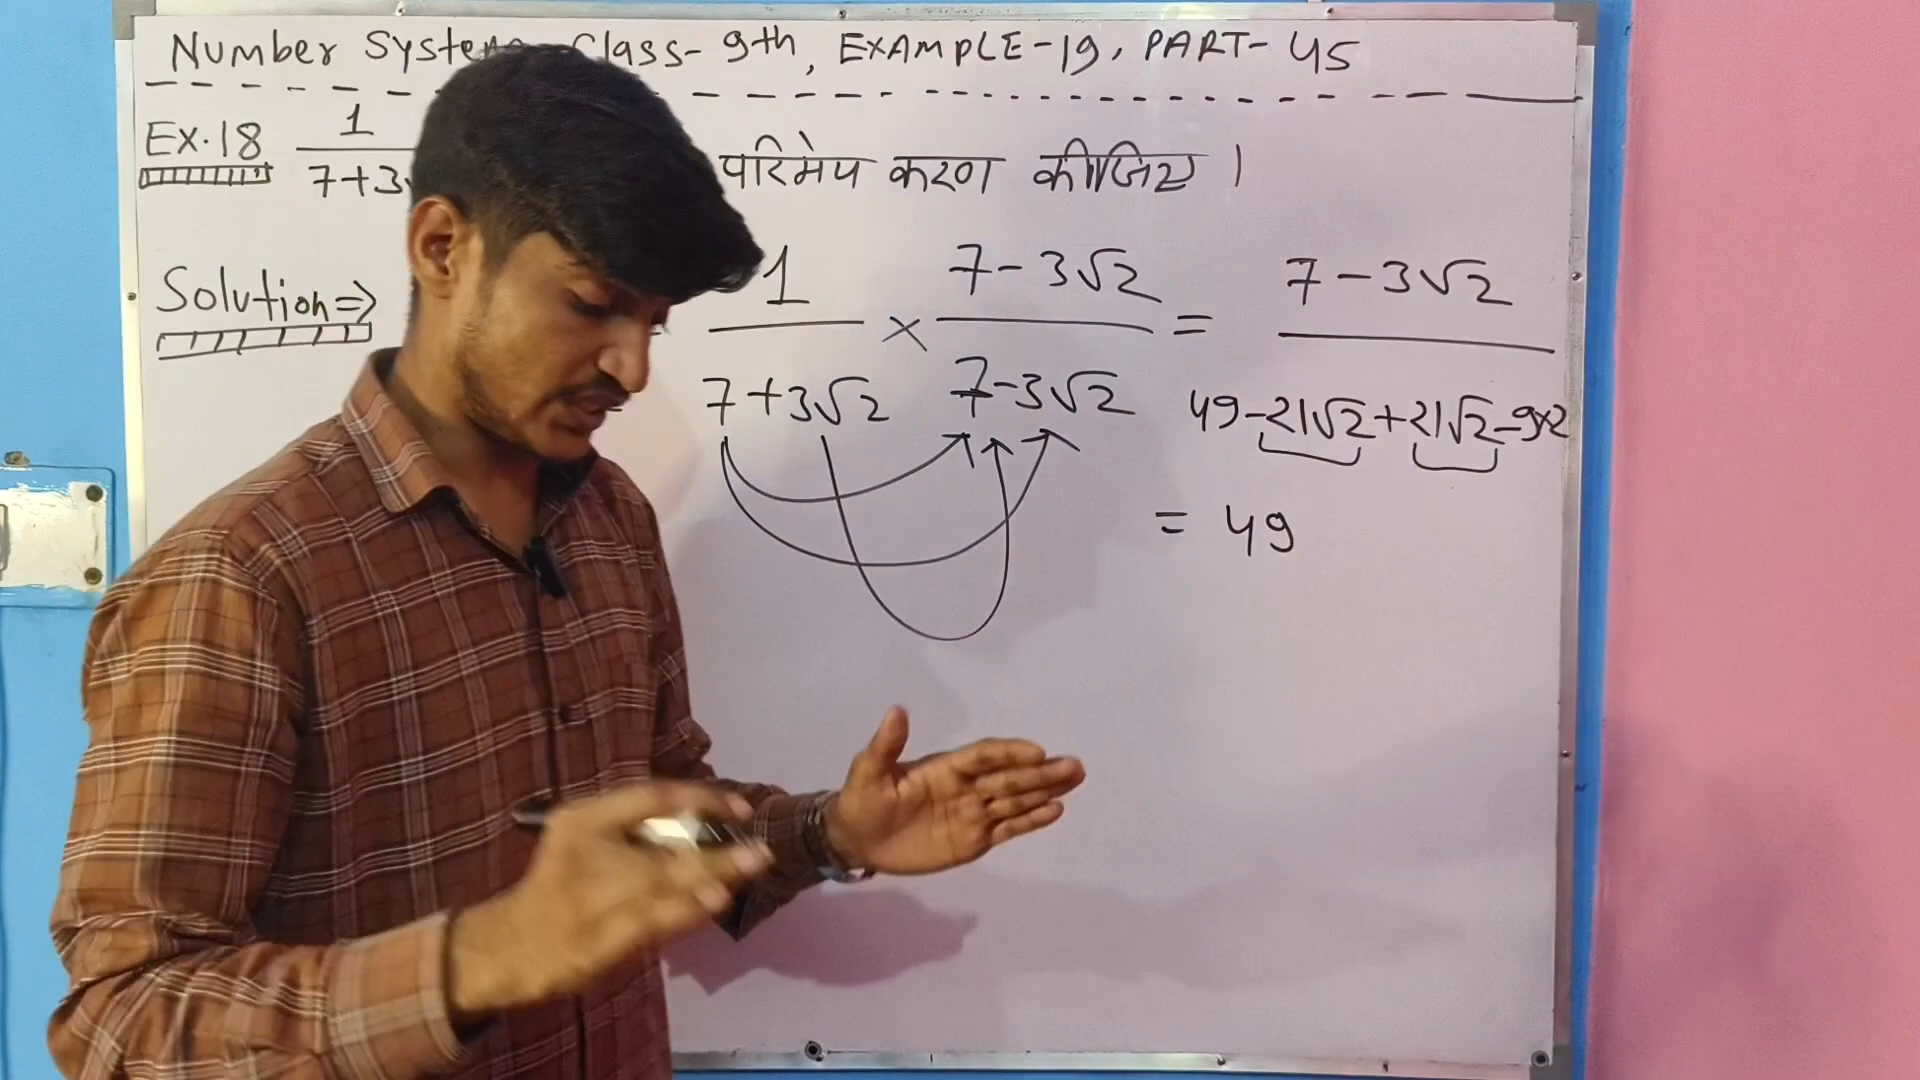 Number System Class- 9th, EXAMPLE-19, PART- 45
Ex.18 1/7+3√ परिमेय करण कीजिए ।
Solution=> 1/7+3√2 × 7-3√2/7-3√2 = 7-3√2/49-21√2+21√2-9×2
= 49